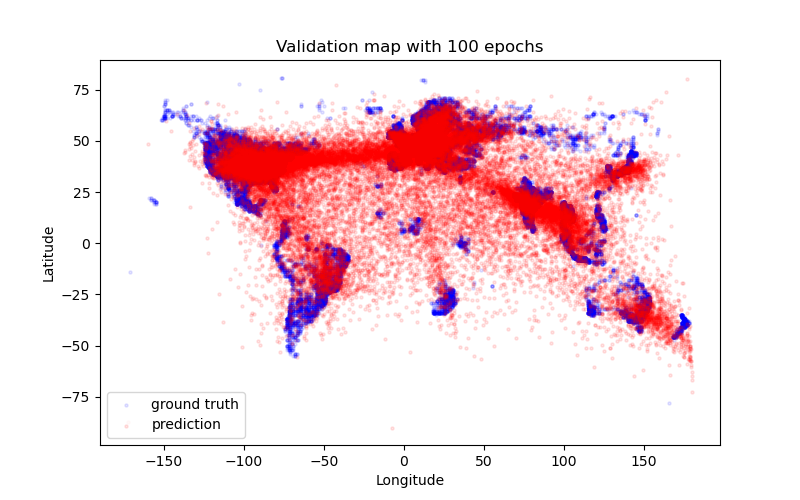 Validation map with 100 epochs
75
50
25
0
−25
−50
−75
Latitude
ground truth
prediction
−150
−100
−50
0
50
100
150
Longitude